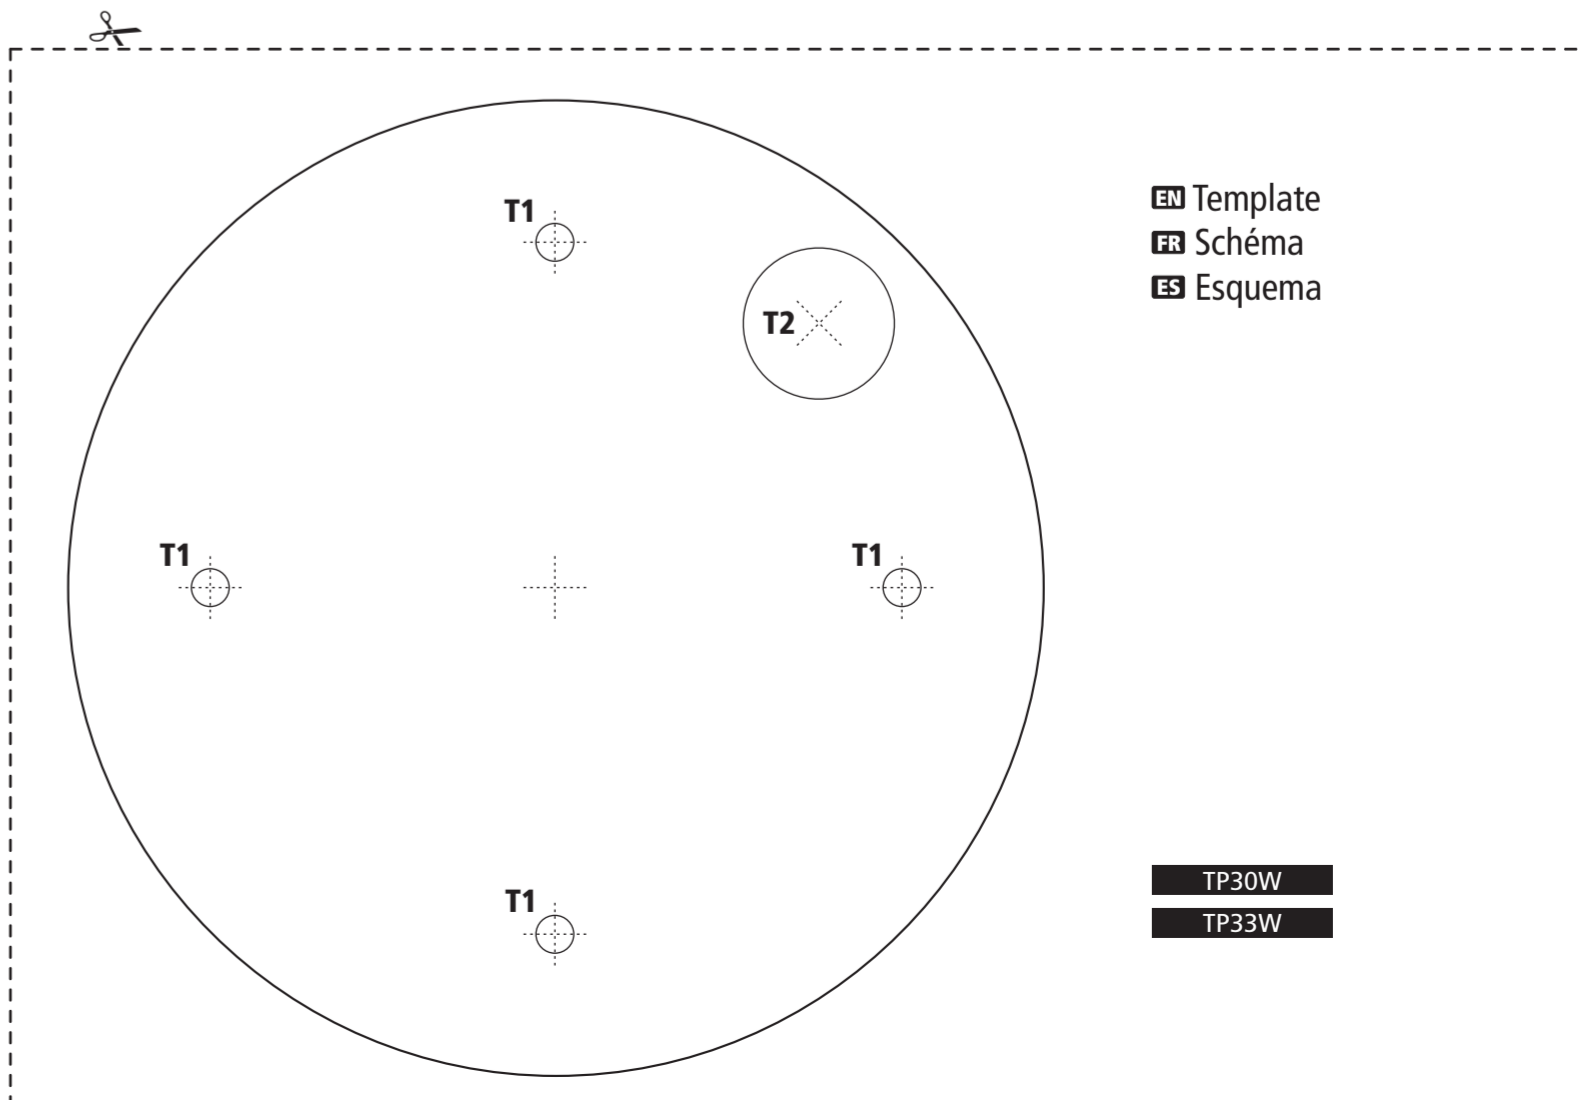 T1
T2
T1
T1
T1
EN Template
FR Schéma
ES Esquema
TP30W
TP33W